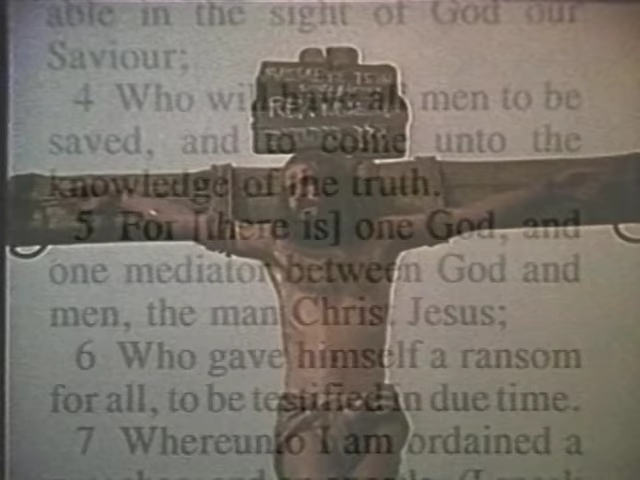 able in the sight of God our
Saviour;
4 Who will have all men to be
saved, and to come unto the
knowledge of the truth.
5 For [there is] one God, and
one mediator between God and
men, the man Christ Jesus;
6 Who gave himself a ransom
for all, to be testified in due time.
7 Whereunto I am ordained a